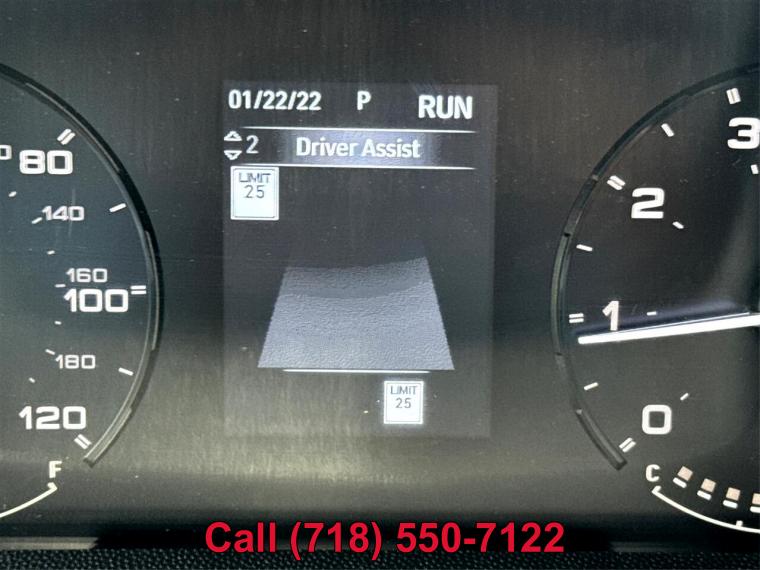 01/22/22 P RUN
2 Driver Assist
LIMIT
25
LIMIT
25
80
140
160
100
180
120
F
3
2
1
0
C
Call (718) 550-7122